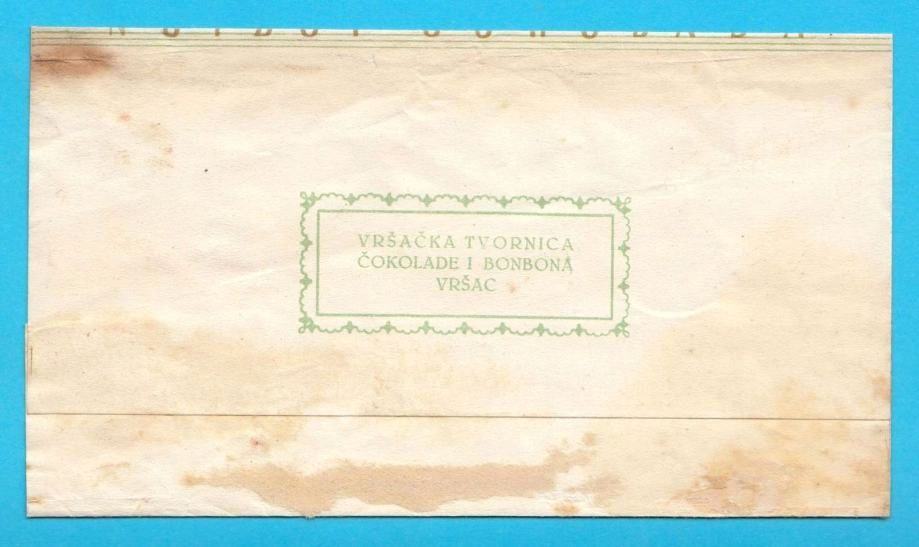 VRŠAČKA TVORNICA
ČOKOLADE I BONBONA
VRŠAC